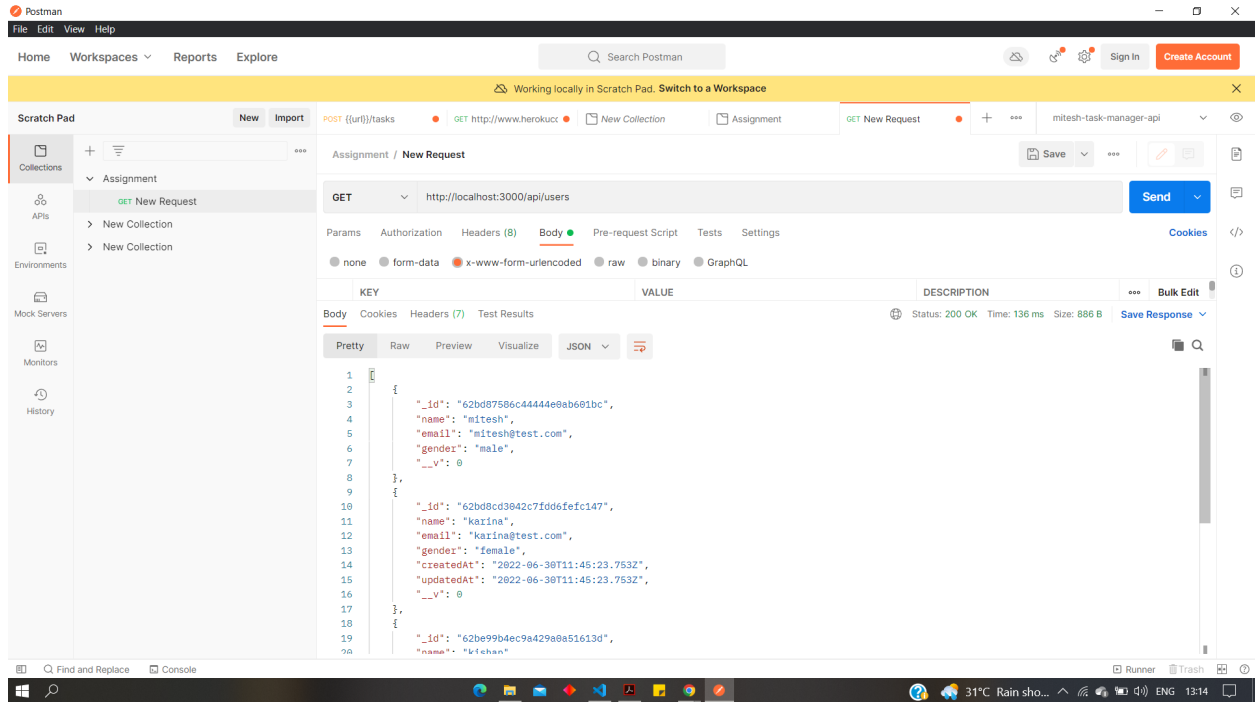 Postman
File Edit View Help
Home Workspaces Reports Explore Search Postman Sign In Create Account
Working locally in Scratch Pad. Switch to a Workspace
Scratch Pad New Import POST {{url}}/tasks GET http://www.herokucc New Collection Assignment GET New Request mitesh-task-manager-api
Collections
APIs
Environments
Mock Servers
Monitors
History
Assignment
GET New Request
New Collection
New Collection
Assignment / New Request Save
GET http://localhost:3000/api/users Send
Params Authorization Headers (8) Body Pre-request Script Tests Settings Cookies
none form-data x-www-form-urlencoded raw binary GraphQL
KEY VALUE DESCRIPTION Bulk Edit
Body Cookies Headers (7) Test Results Status: 200 OK Time: 136 ms Size: 886 B Save Response
Pretty Raw Preview Visualize JSON
1 [
2 {
3 "_id": "62bd87586c44444e0ab601bc",
4 "name": "mitesh",
5 "email": "mitesh@test.com",
6 "gender": "male",
7 "__v": 0
8 },
9 {
10 "_id": "62bd8cd3042c7fdd6fefc147",
11 "name": "karina",
12 "email": "karina@test.com",
13 "gender": "female",
14 "createdAt": "2022-06-30T11:45:23.753Z",
15 "updatedAt": "2022-06-30T11:45:23.753Z",
16 "__v": 0
17 },
18 {
19 "_id": "62be99b4ec9a429a0a51613d",
20 "name": "kishan"
Find and Replace Console Runner Trash
31°C Rain sho... ENG 13:14